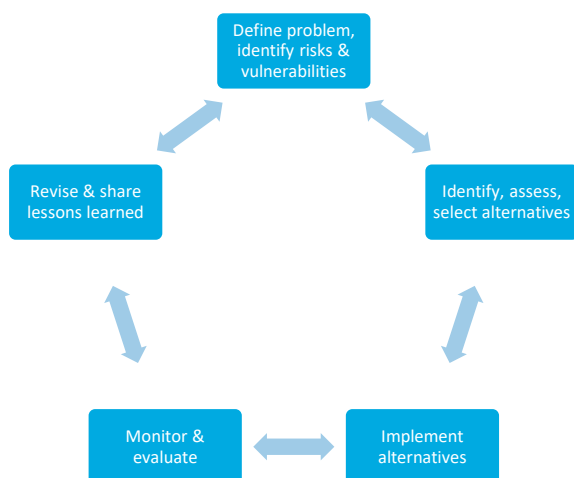 Define problem,
identify risks &
vulnerabilities
Revise & share
lessons learned
Identify, assess,
select alternatives
Monitor &
evaluate
Implement
alternatives